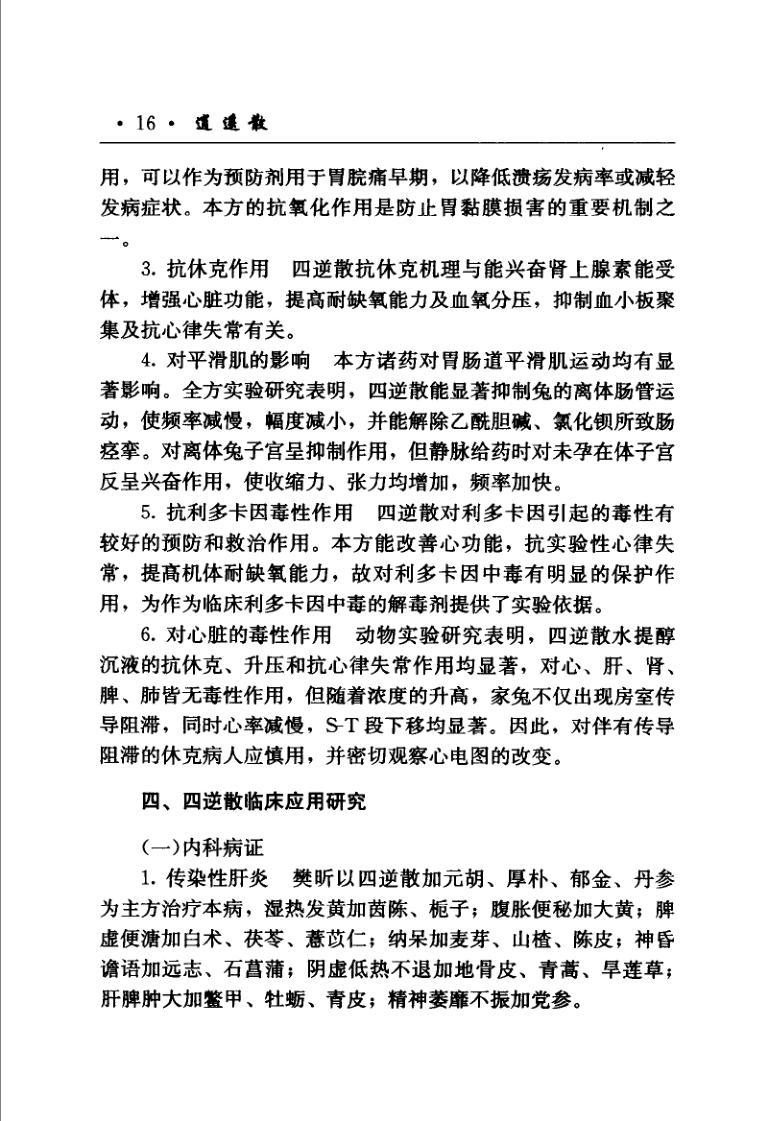 · 16 · 逍遥散
用，可以作为预防剂用于胃脘痛早期，以降低溃疡发病率或减轻
发病症状。本方的抗氧化作用是防止胃黏膜损害的重要机制之
一。
3. 抗休克作用　四逆散抗休克机理与能兴奋肾上腺素能受
体，增强心脏功能，提高耐缺氧能力及血氧分压，抑制血小板聚
集及抗心律失常有关。
4. 对平滑肌的影响　本方诸药对胃肠道平滑肌运动均有显
著影响。全方实验研究表明，四逆散能显著抑制兔的离体肠管运
动，使频率减慢，幅度减小，并能解除乙酰胆碱、氯化钡所致肠
痉挛。对离体兔子宫呈抑制作用，但静脉给药时对未孕在体子宫
反呈兴奋作用，使收缩力、张力均增加，频率加快。
5. 抗利多卡因毒性作用　四逆散对利多卡因引起的毒性有
较好的预防和救治作用。本方能改善心功能，抗实验性心律失
常，提高机体耐缺氧能力，故对利多卡因中毒有明显的保护作
用，为作为临床利多卡因中毒的解毒剂提供了实验依据。
6. 对心脏的毒性作用　动物实验研究表明，四逆散水提醇
沉液的抗休克、升压和抗心律失常作用均显著，对心、肝、肾、
脾、肺皆无毒性作用，但随着浓度的升高，家兔不仅出现房室传
导阻滞，同时心率减慢，S-T 段下移均显著。因此，对伴有传导
阻滞的休克病人应慎用，并密切观察心电图的改变。
四、四逆散临床应用研究
（一）内科病证
1. 传染性肝炎　樊昕以四逆散加元胡、厚朴、郁金、丹参
为主方治疗本病，湿热发黄加茵陈、栀子；腹胀便秘加大黄；脾
虚便溏加白术、茯苓、薏苡仁；纳呆加麦芽、山楂、陈皮；神昏
谵语加远志、石菖蒲；阴虚低热不退加地骨皮、青蒿、旱莲草；
肝脾肿大加鳖甲、牡蛎、青皮；精神萎靡不振加党参。